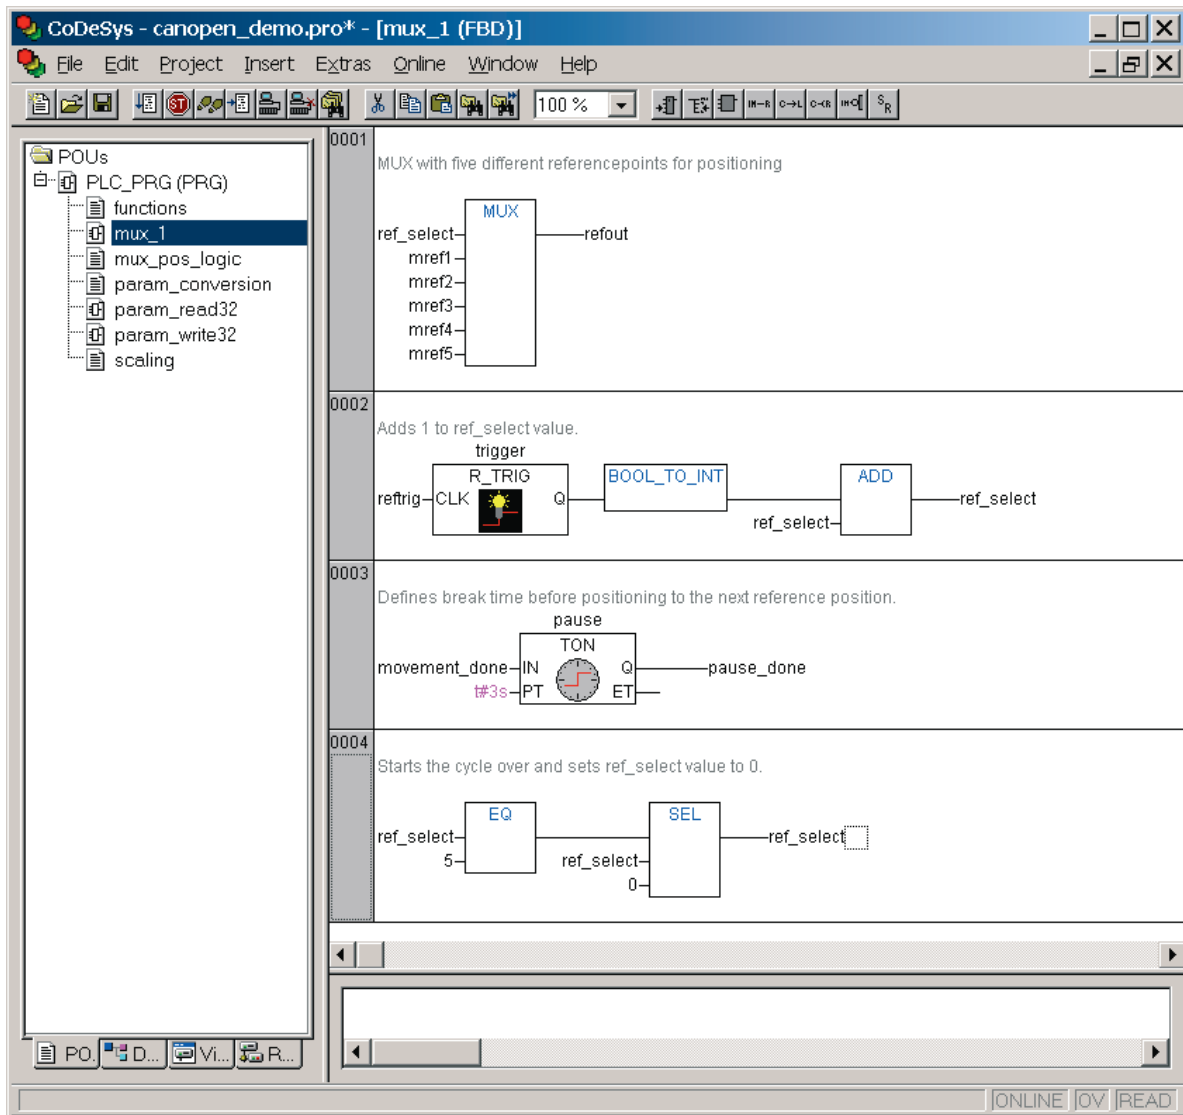 CoDeSys - canopen_demo.pro* - [mux_1 (FBD)]
File Edit Project Insert Extras Online Window Help
100 %
POUs
PLC_PRG (PRG)
functions
mux_1
mux_pos_logic
param_conversion
param_read32
param_write32
scaling
PO. D... Vi... R...
0001
MUX with five different referencepoints for positioning
MUX
ref_select refout
mref1
mref2
mref3
mref4
mref5
0002
Adds 1 to ref_select value.
trigger
R_TRIG BOOL_TO_INT ADD
reftrig CLK Q ref_select
ref_select
0003
Defines break time before positioning to the next reference position.
pause
TON
movement_done IN Q pause_done
t#3s PT ET
0004
Starts the cycle over and sets ref_select value to 0.
EQ SEL
ref_select ref_select
5 ref_select
0
ONLINE OV READ